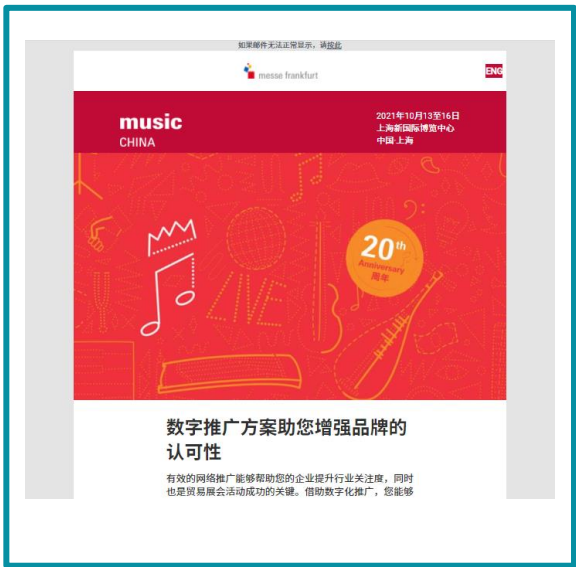 如果邮件无法正常显示，请按此
messe frankfurt
ENG
music
CHINA
2021年10月13至16日
上海新国际博览中心
中国 上海
LIVE
20th
Anniversary
周年
数字推广方案助您增强品牌的
认可性
有效的网络推广能够帮助您的企业提升行业关注度，同时
也是贸易展会活动成功的关键。借助数字化推广，您能够